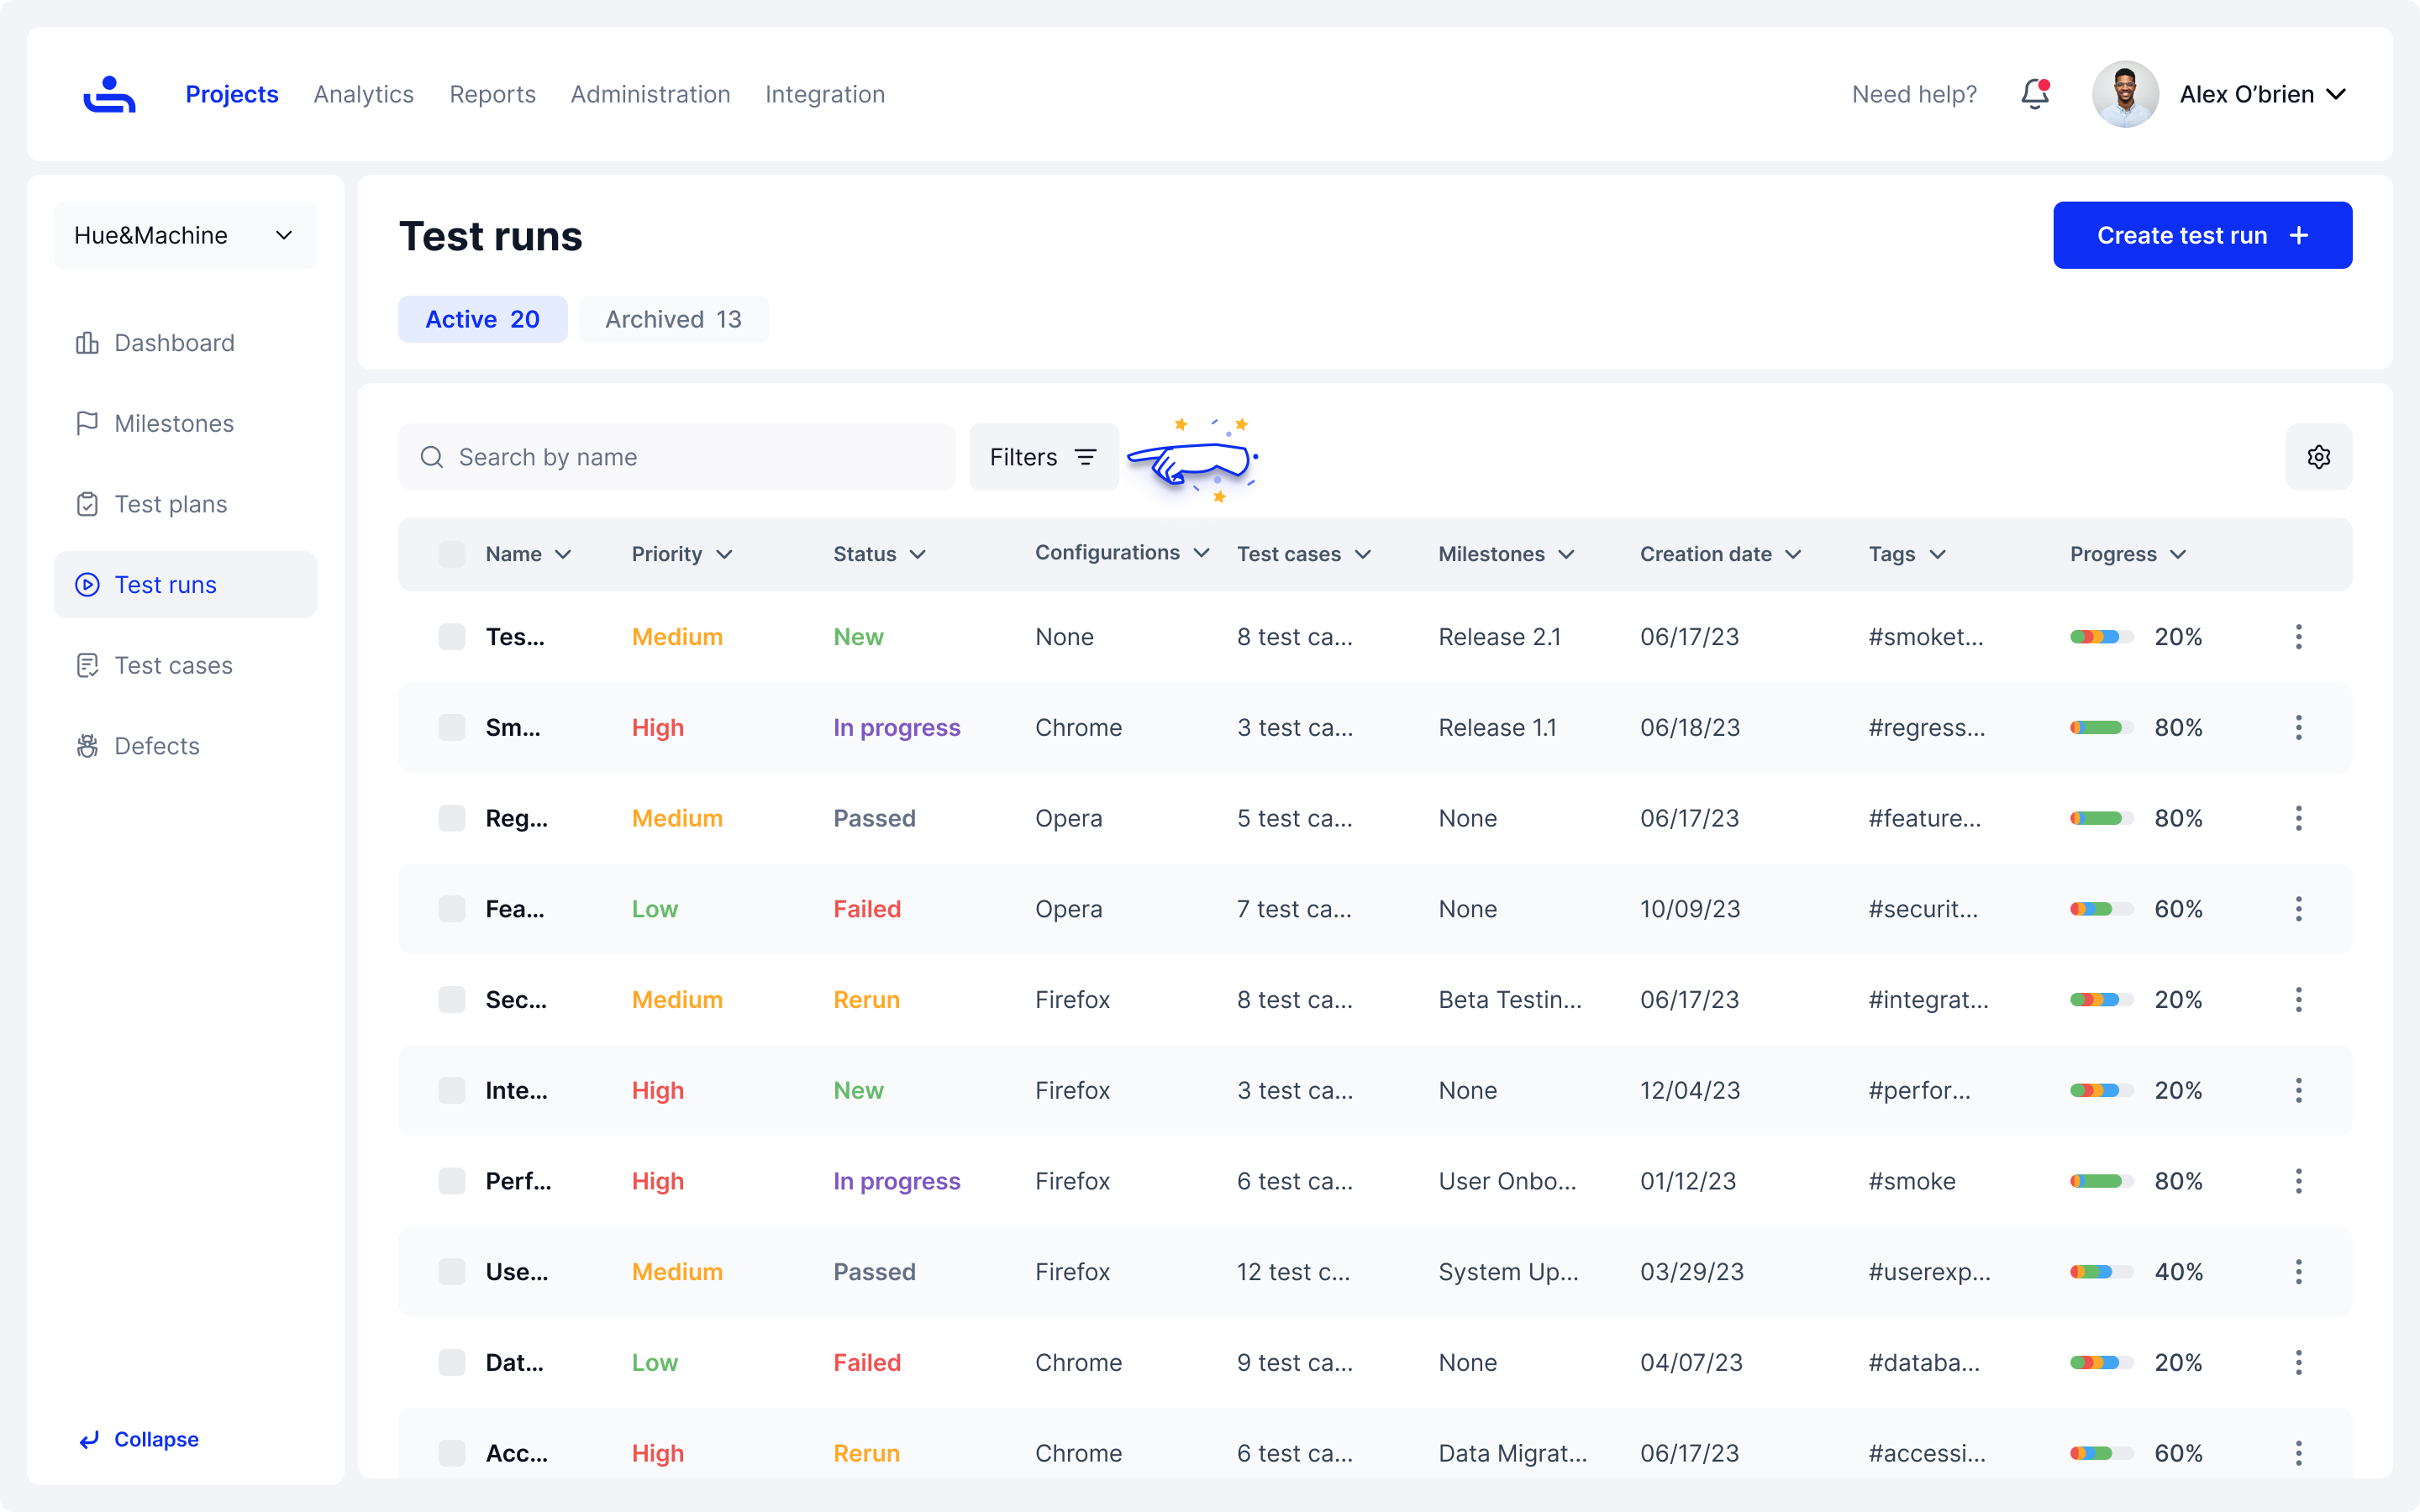 Projects Analytics Reports Administration Integration Need help? Alex O’brien
Hue&Machine
Dashboard
Milestones
Test plans
Test runs
Test cases
Defects
Collapse
Test runs
Create test run
Active 20 Archived 13
Search by name Filters
Name Priority Status Configurations Test cases Milestones Creation date Tags Progress
Tes... Medium New None 8 test ca... Release 2.1 06/17/23 #smoket... 20%
Sm... High In progress Chrome 3 test ca... Release 1.1 06/18/23 #regress... 80%
Reg... Medium Passed Opera 5 test ca... None 06/17/23 #feature... 80%
Fea... Low Failed Opera 7 test ca... None 10/09/23 #securit... 60%
Sec... Medium Rerun Firefox 8 test ca... Beta Testin... 06/17/23 #integrat... 20%
Inte... High New Firefox 3 test ca... None 12/04/23 #perfor... 20%
Perf... High In progress Firefox 6 test ca... User Onbo... 01/12/23 #smoke 80%
Use... Medium Passed Firefox 12 test c... System Up... 03/29/23 #userexp... 40%
Dat... Low Failed Chrome 9 test ca... None 04/07/23 #databa... 20%
Acc... High Rerun Chrome 6 test ca... Data Migrat... 06/17/23 #accessi... 60%